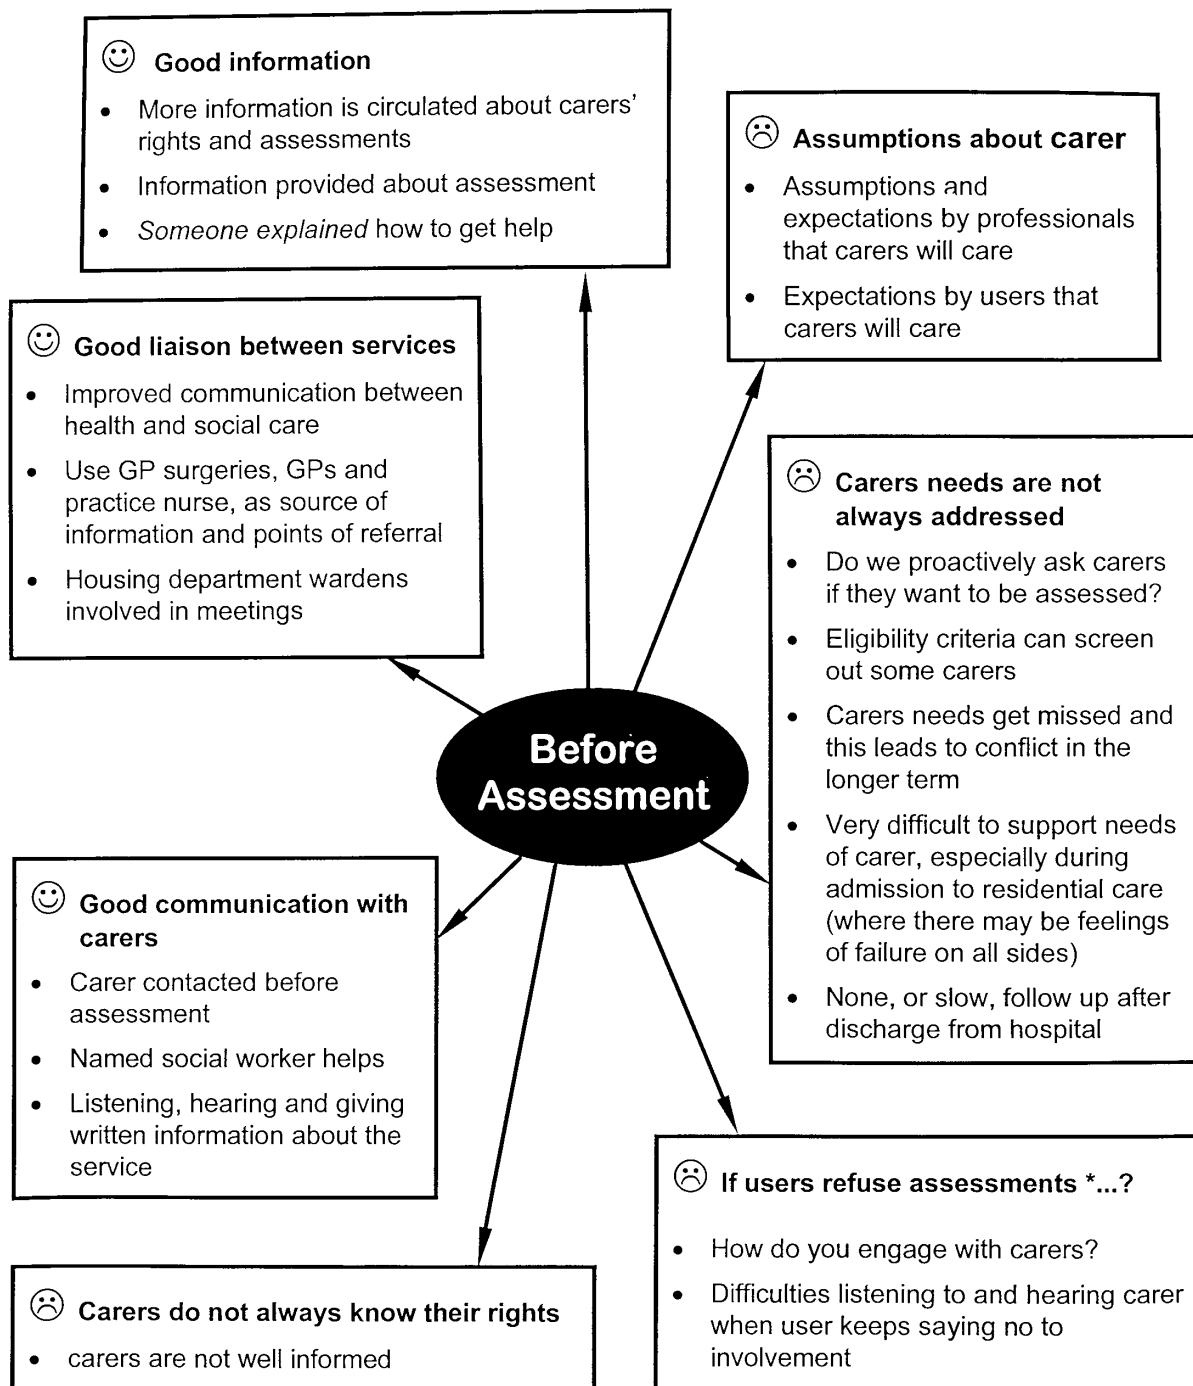 Good information
• More information is circulated about carers’
rights and assessments
• Information provided about assessment
• Someone explained how to get help
Assumptions about carer
• Assumptions and
expectations by professionals
that carers will care
• Expectations by users that
carers will care
Good liaison between services
• Improved communication between
health and social care
• Use GP surgeries, GPs and
practice nurse, as source of
information and points of referral
• Housing department wardens
involved in meetings
Carers needs are not
always addressed
• Do we proactively ask carers
if they want to be assessed?
• Eligibility criteria can screen
out some carers
• Carers needs get missed and
this leads to conflict in the
longer term
• Very difficult to support needs
of carer, especially during
admission to residential care
(where there may be feelings
of failure on all sides)
• None, or slow, follow up after
discharge from hospital
Before
Assessment
Good communication with
carers
• Carer contacted before
assessment
• Named social worker helps
• Listening, hearing and giving
written information about the
service
If users refuse assessments *...?
• How do you engage with carers?
• Difficulties listening to and hearing carer
when user keeps saying no to
involvement
Carers do not always know their rights
• carers are not well informed